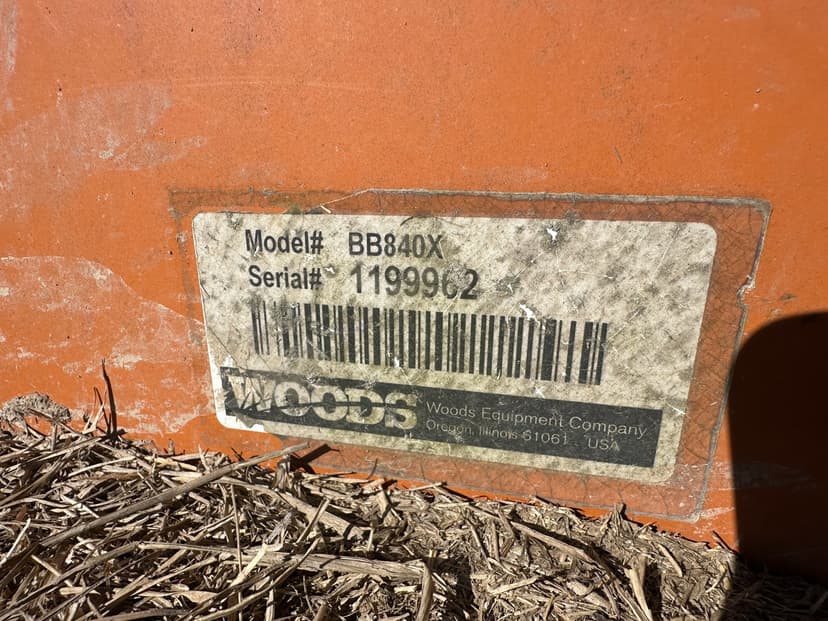 Model# BB840X
Serial# 1199962
WOODS
Woods Equipment Company
Oregon, Illinois 61061 USA